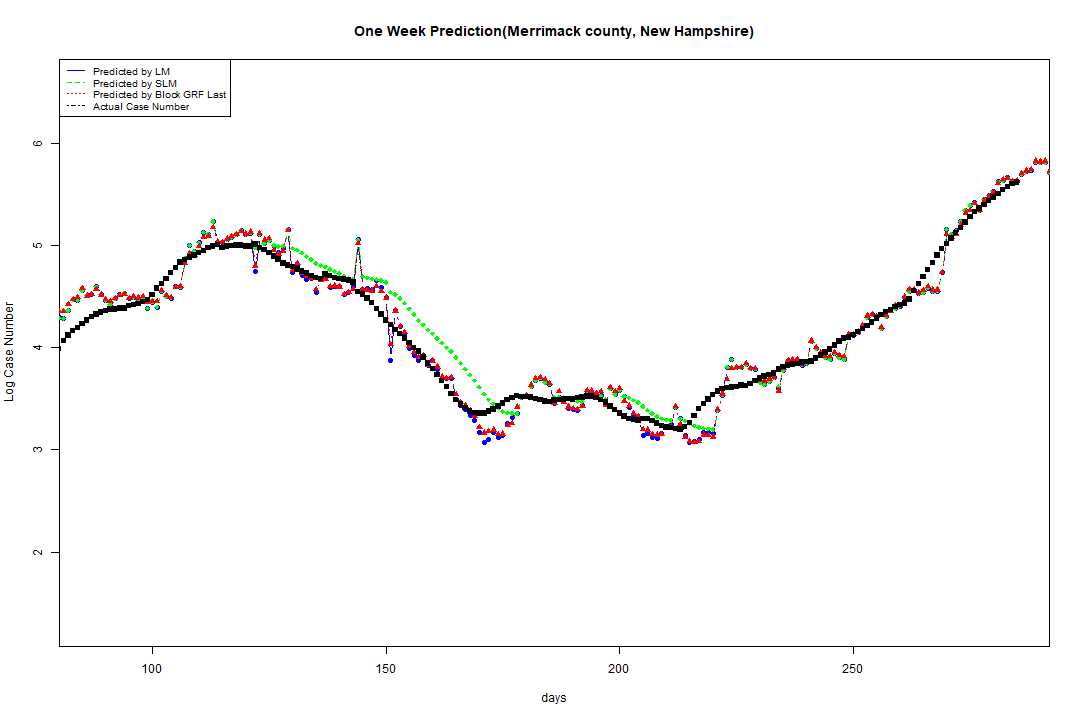 One Week Prediction(Merrimack county, New Hampshire)
Predicted by LM
Predicted by SLM
Predicted by Block GRF Last
Actual Case Number
6
5
4
3
2
Log Case Number
100 150 200 250
days